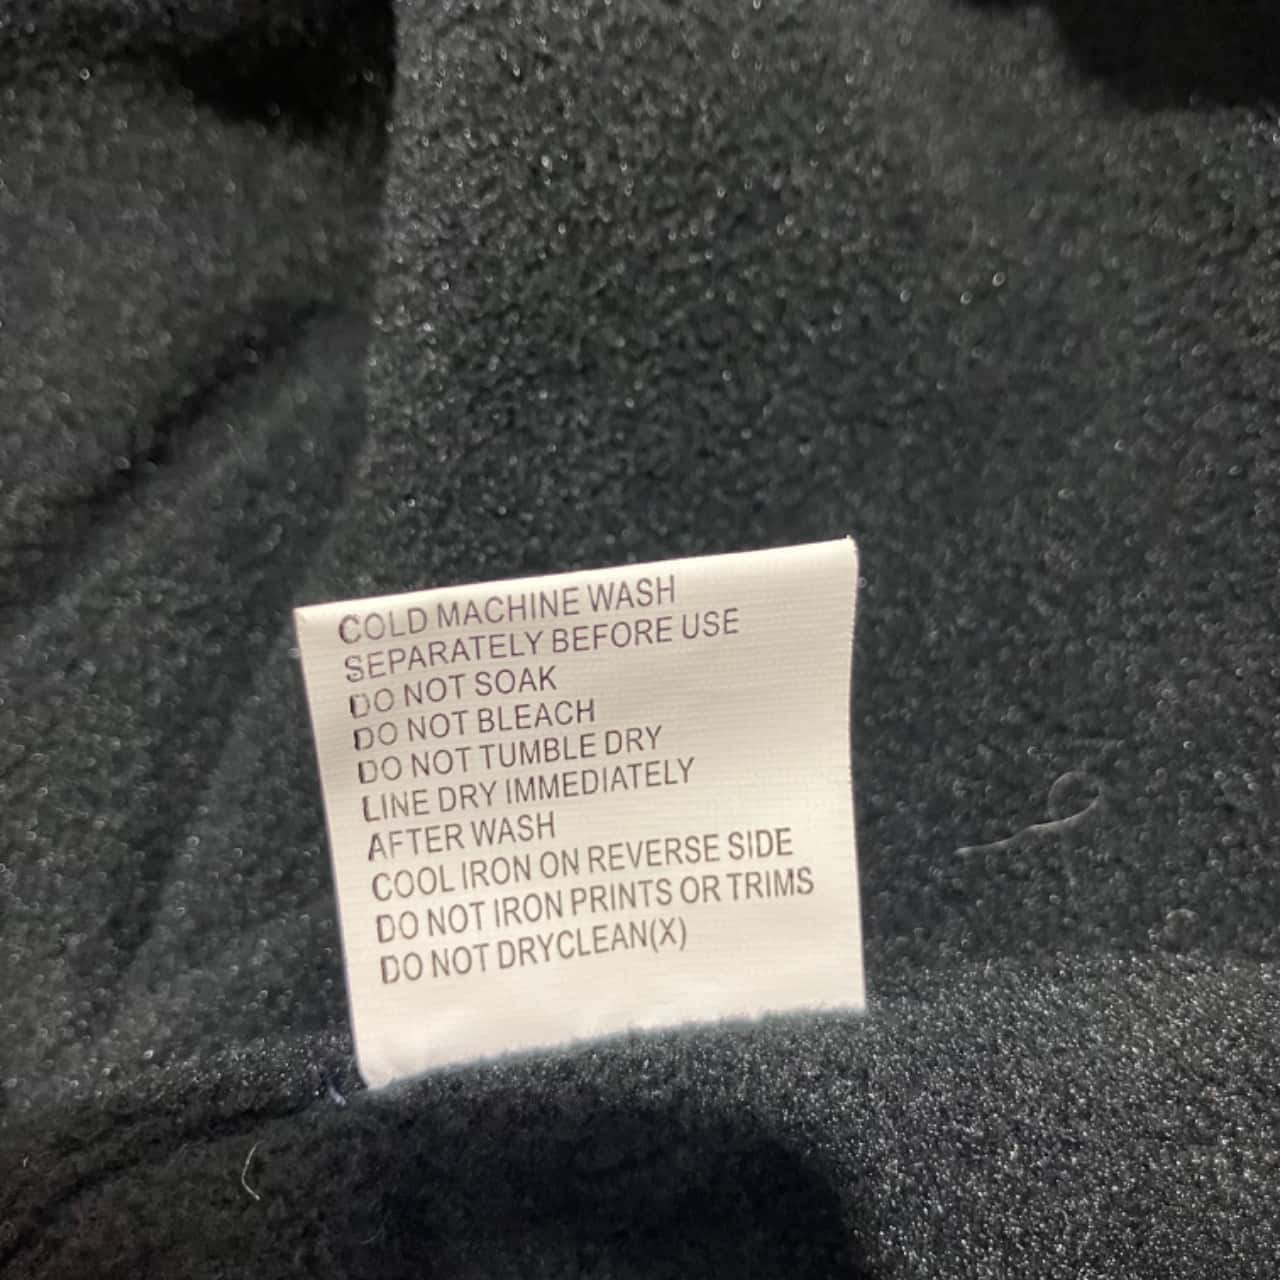 COLD MACHINE WASH
SEPARATELY BEFORE USE
DO NOT SOAK
DO NOT BLEACH
DO NOT TUMBLE DRY
LINE DRY IMMEDIATELY
AFTER WASH
COOL IRON ON REVERSE SIDE
DO NOT IRON PRINTS OR TRIMS
DO NOT DRYCLEAN(X)